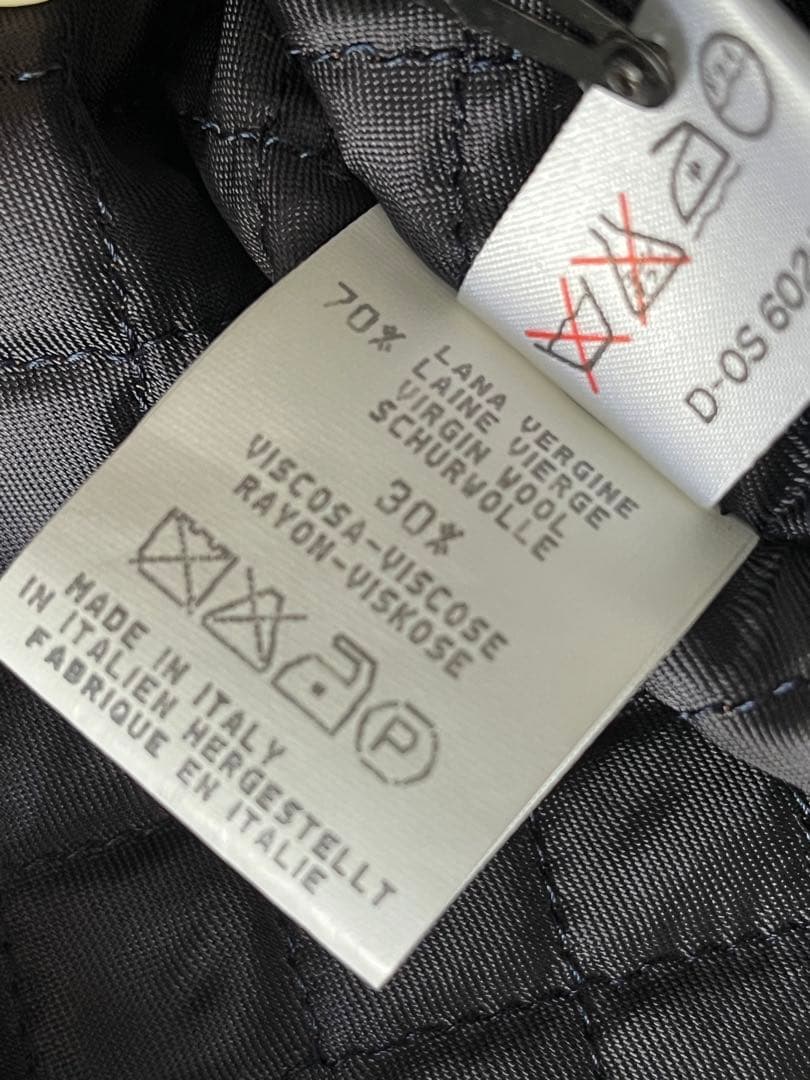 70%
LANA VERGINE
LAINE VIERGE
VIRGIN WOOL
SCHURWOLLE
30%
VISCOSA-VISCOSE
RAYON-VISKOSE
P
MADE IN ITALY
IN ITALIEN HERGESTELLT
FABRIQUE EN ITALIE
D-OS 602